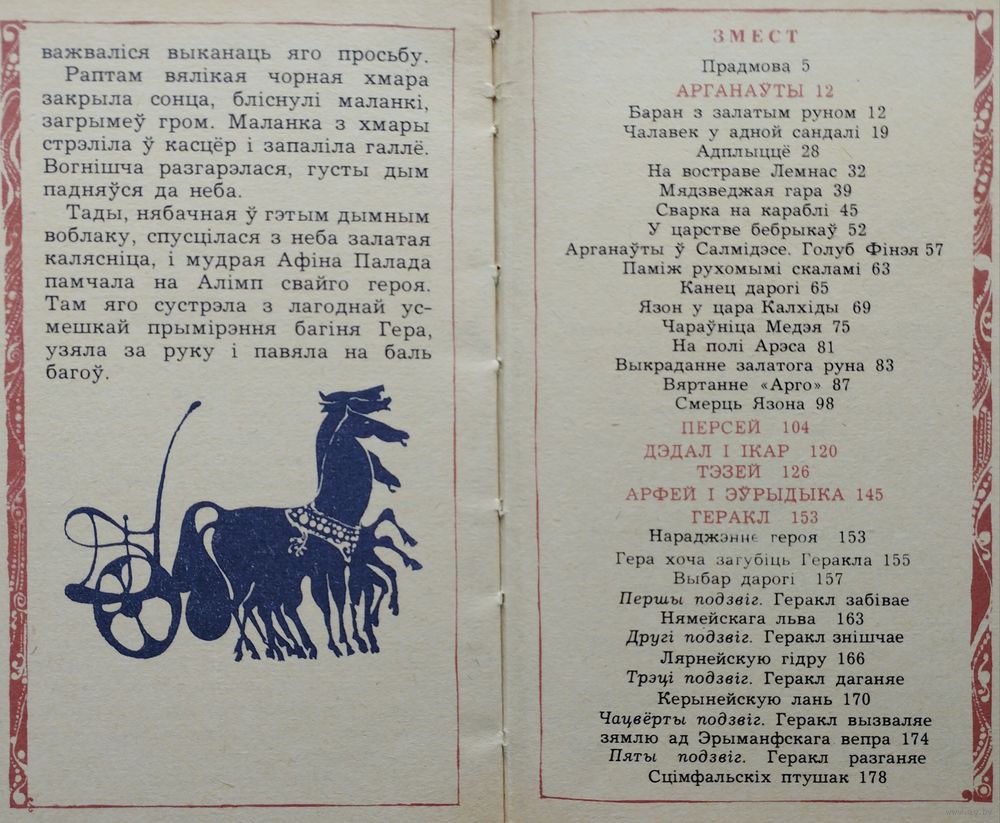 важваліся выканаць яго просьбу.
Раптам вялікая чорная хмара
закрыла сонца, бліснулі маланкі,
загрымеў гром. Маланка з хмары
стрэліла ў касцёр і запаліла галлё.
Вогнішча разгарэлася, густы дым
падняўся да неба.
Тады, нябачная ў гэтым дымным
воблаку, спусцілася з неба залатая
калясніца, і мудрая Афіна Палада
памчала на Алімп свайго героя.
Там яго сустрэла з лагоднай ус-
мешкай прымірэння багіня Гера,
узяла за руку і павяла на баль
багоў.
ЗМЕСТ
Прадмова 5
АРГАНАЎТЫ 12
Баран з залатым руном 12
Чалавек у адной сандалі 19
Адплыццё 28
На востраве Лемнас 32
Мядзведжая гара 39
Сварка на караблі 45
У царстве бебрыкаў 52
Арганаўты ў Салмідэсе. Голуб Фінэя 57
Паміж рухомымі скаламі 63
Канец дарогі 65
Язон у цара Калхіды 69
Чараўніца Медэя 75
На полі Арэса 81
Выкраданне залатога руна 83
Вяртанне «Арго» 87
Смерць Язона 98
ПЕРСЕЙ 104
ДЭДАЛ І ІКАР 120
ТЭЗЕЙ 126
АРФЕЙ І ЭЎРЫДЫКА 145
ГЕРАКЛ 153
Нараджэнне героя 153
Гера хоча загубіць Геракла 155
Выбар дарогі 157
Першы подзвіг. Геракл забівае
Нямейскага льва 163
Другі подзвіг. Геракл знішчае
Лярнейскую гідру 166
Трэці подзвіг. Геракл даганяе
Керынейскую лань 170
Чацвёрты подзвіг. Геракл вызваляе
зямлю ад Эрыманфскага вепра 174
Пяты подзвіг. Геракл разганяе
Сцімфальскіх птушак 178